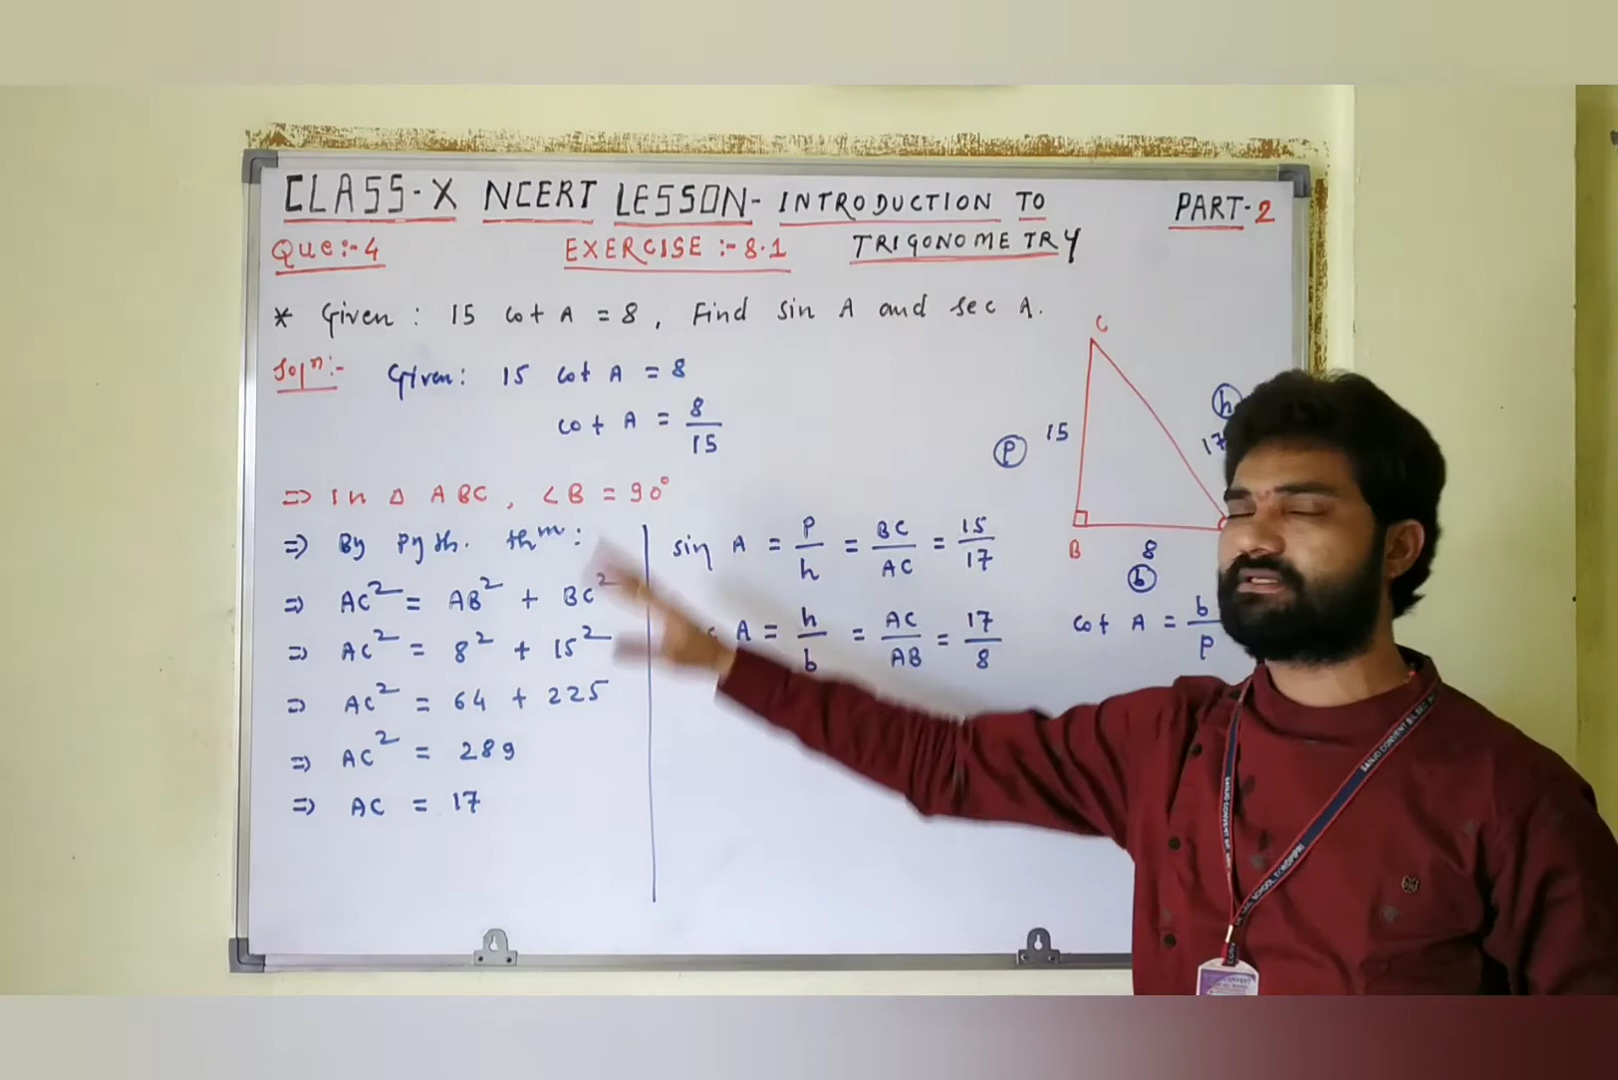 CLASS-X NCERT LESSON- INTRODUCTION TO PART-2
Que:-4 EXERCISE :-8.1 TRIGONOMETRY
* Given : 15 cot A = 8 , Find sin A and sec A.
Solⁿ:- Given: 15 cot A = 8
cot A = 8/15
⇒ In Δ ABC, ∠B = 90°
⇒ By Pyth. thᵐ:
⇒ AC² = AB² + BC²
⇒ AC² = 8² + 15²
⇒ AC² = 64 + 225
⇒ AC² = 289
⇒ AC = 17
sin A = P/h = BC/AC = 15/17
A = h/b = AC/AB = 17/8
C
h
P 15 17
B 8
b
cot A = b/P
SANJO CONVENT